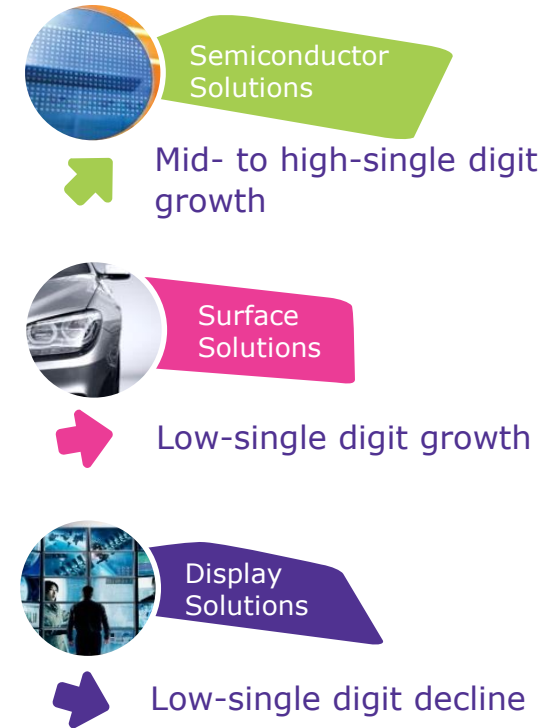 Semiconductor
Solutions
Mid- to high-single digit
growth
Surface
Solutions
Low-single digit growth
Display
Solutions
Low-single digit decline